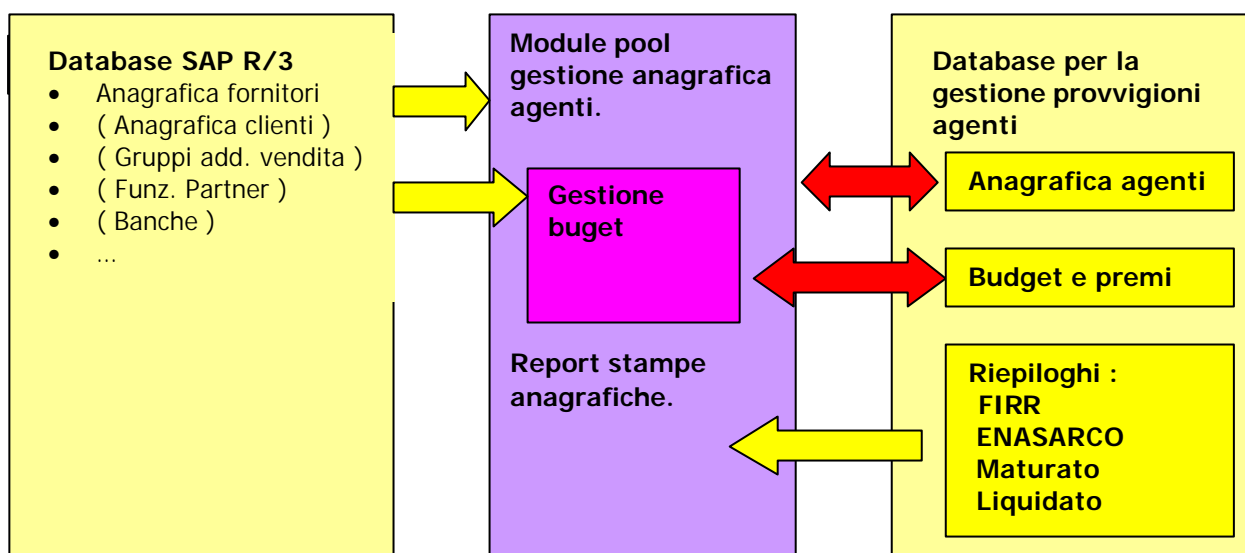 Database SAP R/3
• Anagrafica fornitori
• ( Anagrafica clienti )
• ( Gruppi add. vendita )
• ( Funz. Partner )
• ( Banche )
• ...
Module pool
gestione anagrafica
agenti.
Gestione
buget
Report stampe
anagrafiche.
Database per la
gestione provvigioni
agenti
Anagrafica agenti
Budget e premi
Riepiloghi :
FIRR
ENASARCO
Maturato
Liquidato